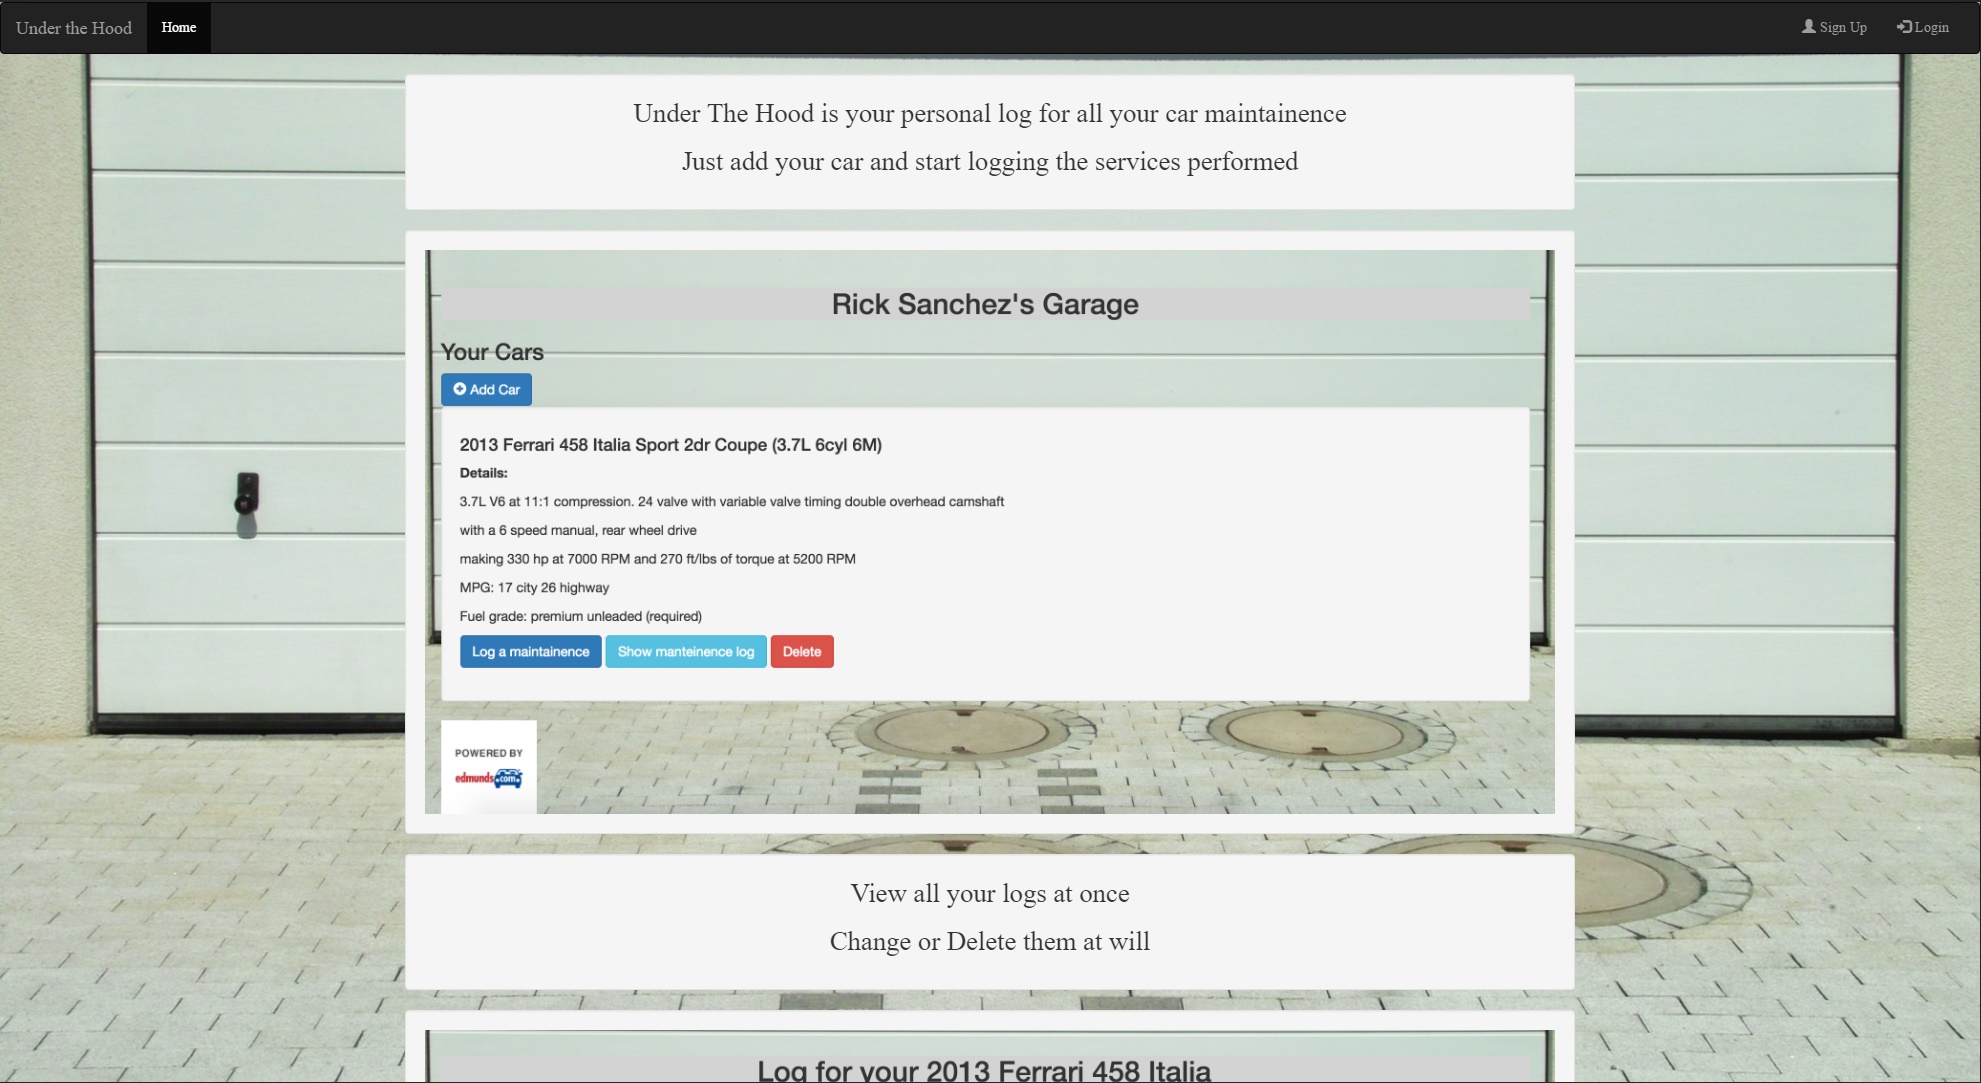 Under the Hood
Home
Sign Up
Login
Under The Hood is your personal log for all your car maintainence
Just add your car and start logging the services performed
Rick Sanchez's Garage
Your Cars
Add Car
2013 Ferrari 458 Italia Sport 2dr Coupe (3.7L 6cyl 6M)
Details:
3.7L V6 at 11:1 compression. 24 valve with variable valve timing double overhead camshaft
with a 6 speed manual, rear wheel drive
making 330 hp at 7000 RPM and 270 ft/lbs of torque at 5200 RPM
MPG: 17 city 26 highway
Fuel grade: premium unleaded (required)
Log a maintainence
Show manteinence log
Delete
POWERED BY
edmunds.com
View all your logs at once
Change or Delete them at will
Log for your 2013 Ferrari 458 Italia